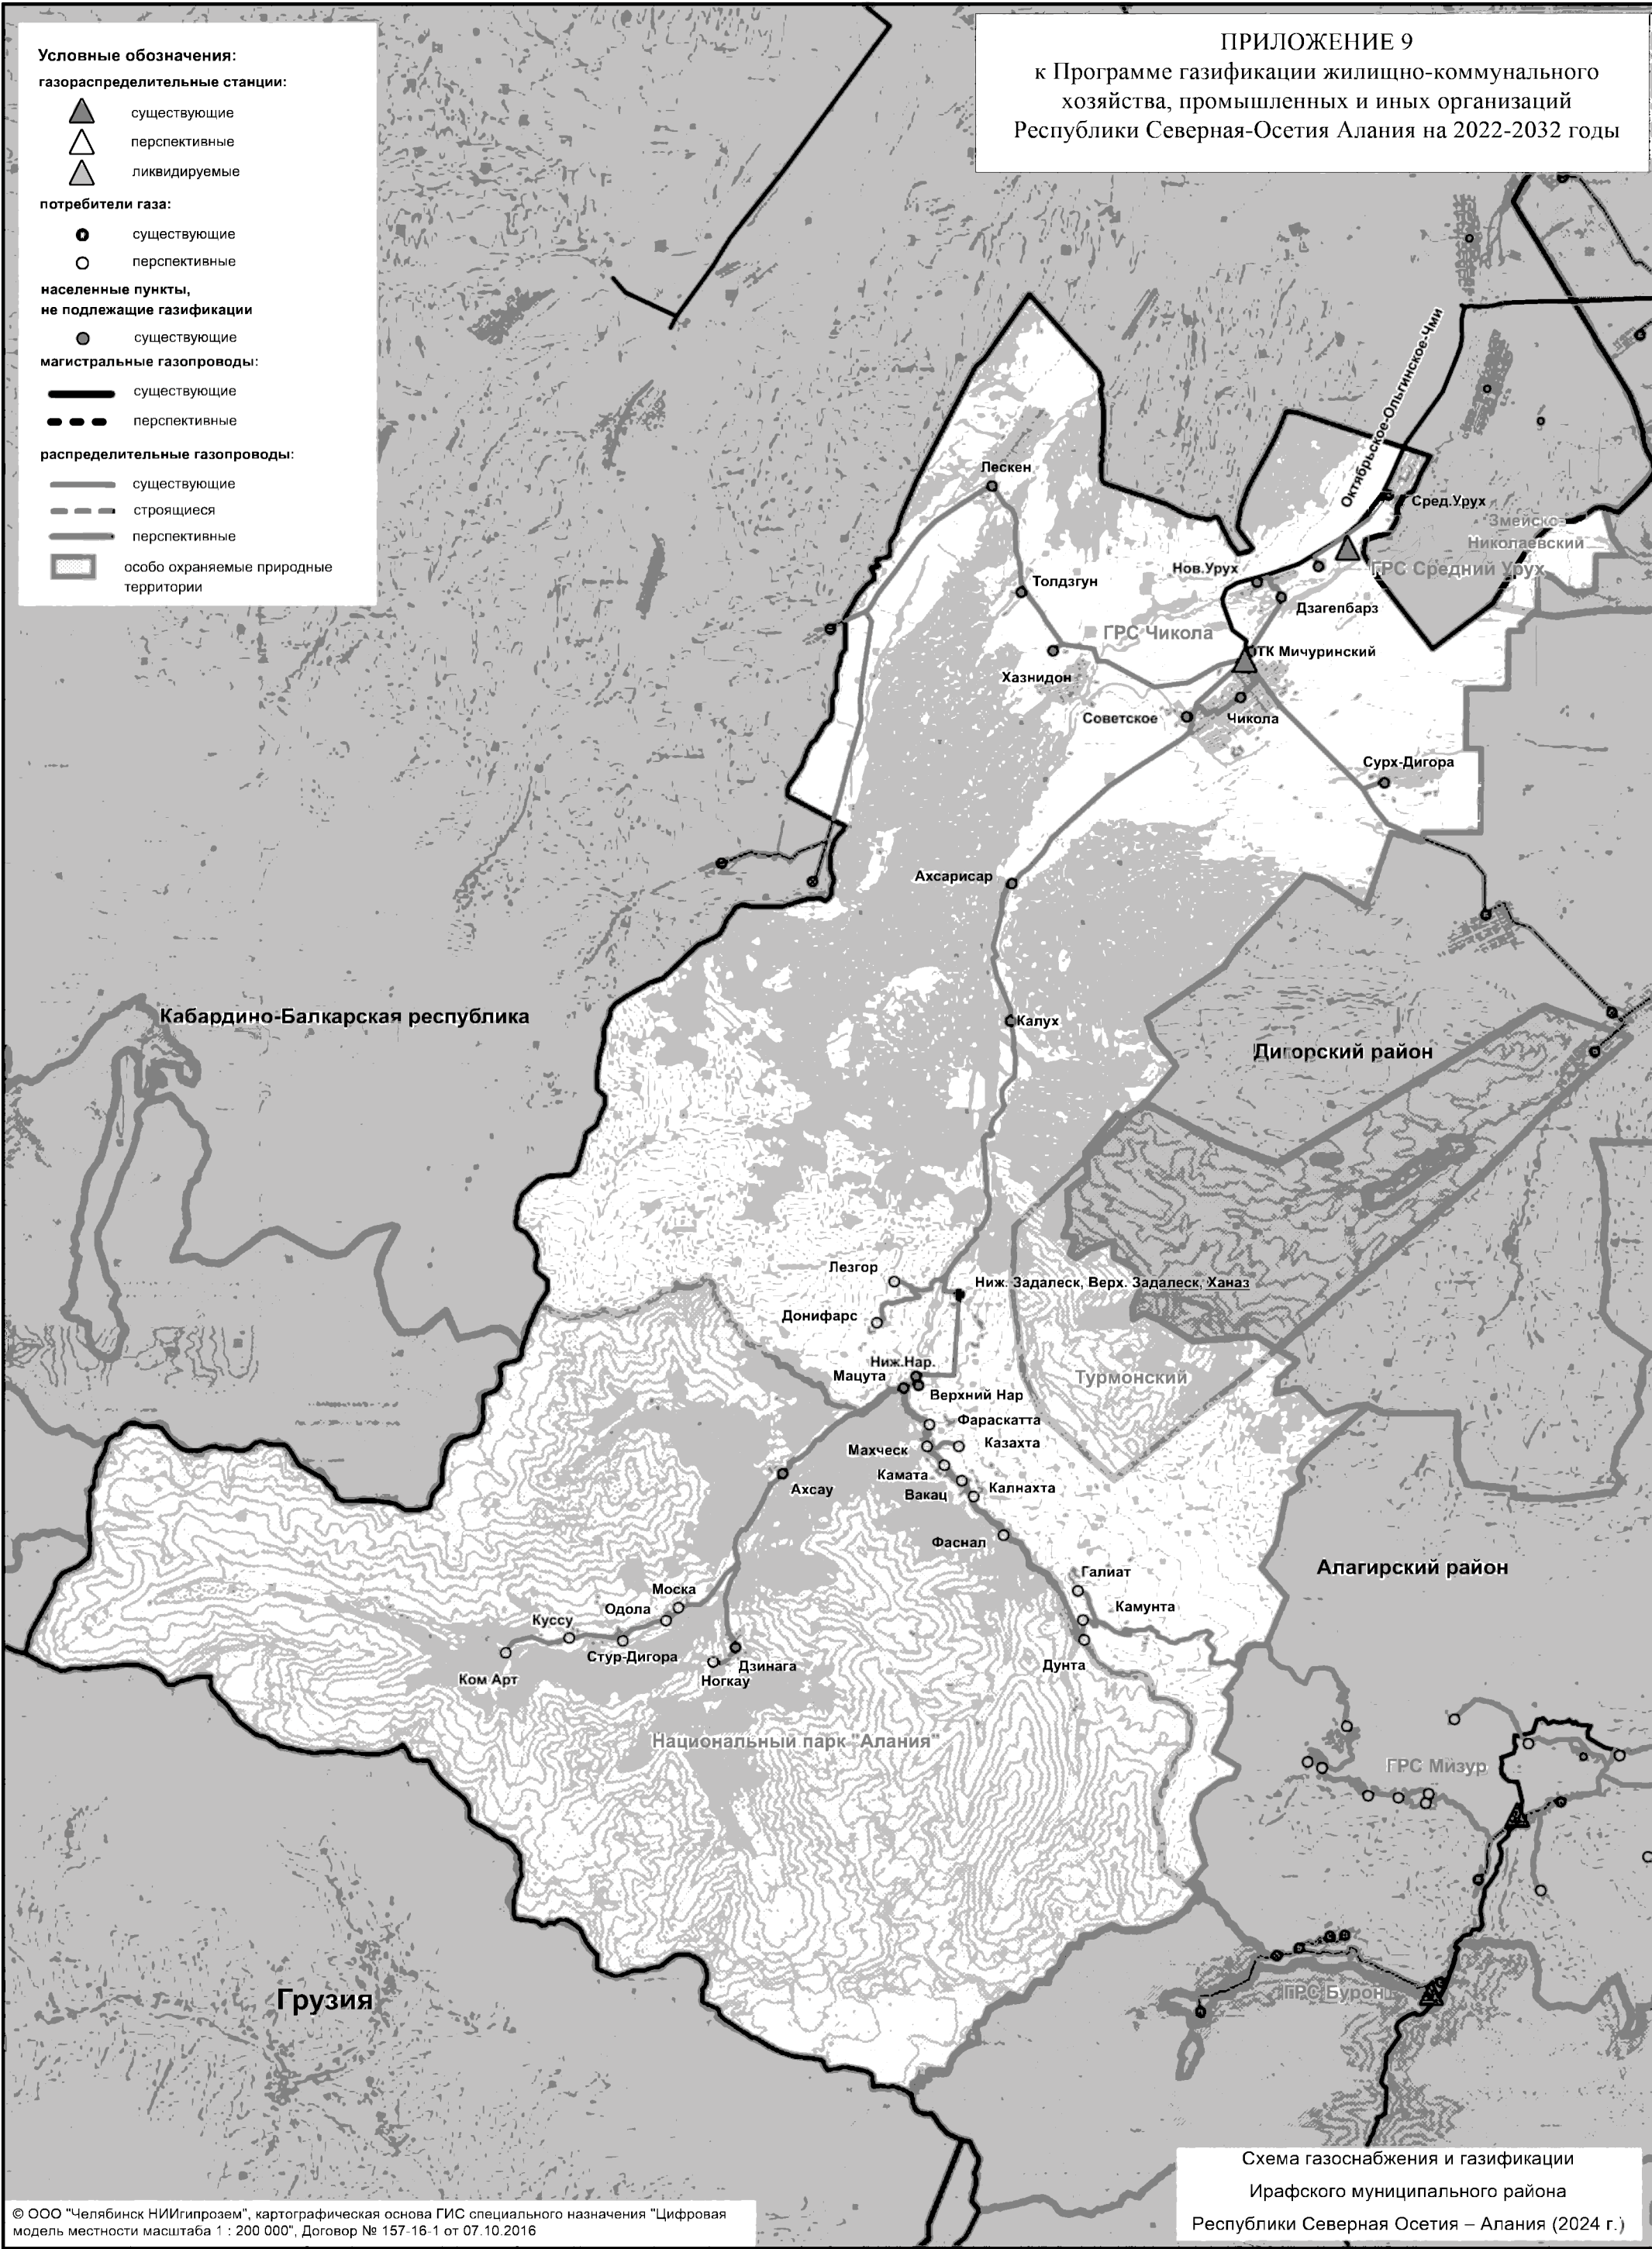 ПРИЛОЖЕНИЕ 9
к Программе газификации жилищно-коммунального
хозяйства, промышленных и иных организаций
Республики Северная-Осетия Алания на 2022-2032 годы
Условные обозначения:
газораспределительные станции:
существующие
перспективные
ликвидируемые
потребители газа:
существующие
перспективные
населенные пункты,
не подлежащие газификации
существующие
магистральные газопроводы:
существующие
перспективные
распределительные газопроводы:
существующие
строящиеся
перспективные
особо охраняемые природные
территории
Октябрьское-Ольгинское-Чми
Лескен
Сред.Урух
Змейско-
Николаевский
Нов.Урух
ГРС Средний Урух
Топдзгун
Дзагепбарз
ГРС Чикола
ТК Мичуринский
Хазнидон
Советское
Чикола
Сурх-Дигора
Ахсарисар
Кабардино-Балкарская республика
Калух
Дигорский район
Лезгор
Ниж. Задалеск, Верх. Задалеск, Ханаз
Донифарс
Ниж.Нар.
Мацута
Турмонский
Верхний Нар
Фараскатта
Махческ
Казахта
Камата
Ахсау
Вакац
Калнахта
Фаснал
Алагирский район
Галиат
Моска
Одола
Камунта
Куссу
Стур-Дигора
Дзинага
Дунта
Ком Арт
Ногкау
Национальный парк "Алания"
ГРС Мизур
ГРС Бурон
Грузия
Схема газоснабжения и газификации
Ирафского муниципального района
Республики Северная Осетия – Алания (2024 г.)
© ООО "Челябинск НИИгипрозем", картографическая основа ГИС специального назначения "Цифровая
модель местности масштаба 1 : 200 000", Договор № 157-16-1 от 07.10.2016